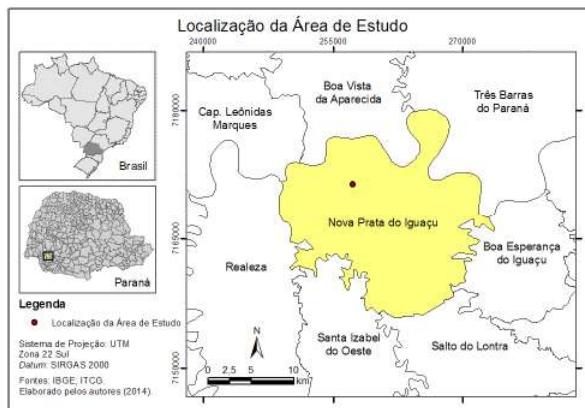 Localização da Área de Estudo
240000
255000
270000
7180000
7165000
7150000
Brasil
Paraná
Boa Vista
da Aparecida
Três Barras
do Paraná
Cap. Leônidas
Marques
Nova Prata do Iguaçu
Boa Esperança
do Iguaçu
Realeza
Santa Izabel
do Oeste
Salto do Lontra
N
0 2,5 5 10
km
Legenda
Localização da Área de Estudo
Sistema de Projeção: UTM
Zona 22 Sul
Datum: SIRGAS 2000
Fontes: IBGE, ITCG.
Elaborado pelos autores (2014).